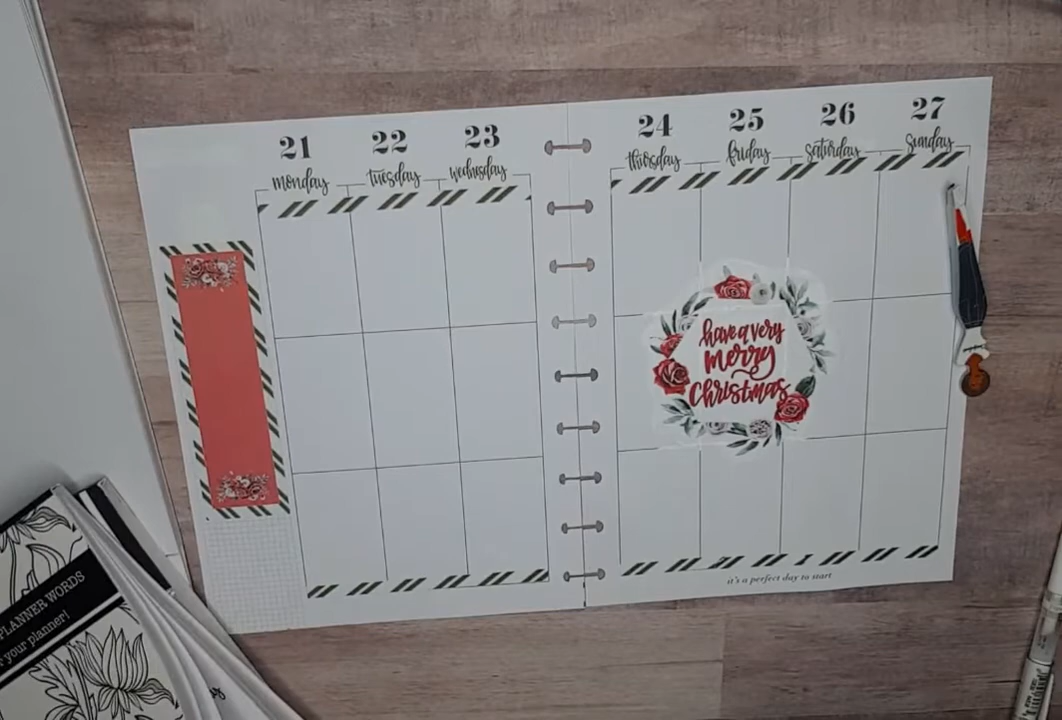 21 22 23 24 25 26 27
monday tuesday wednesday thursday friday saturday sunday
have a very
merry
christmas
it's a perfect day to start
PLANNER WORDS
your planner!